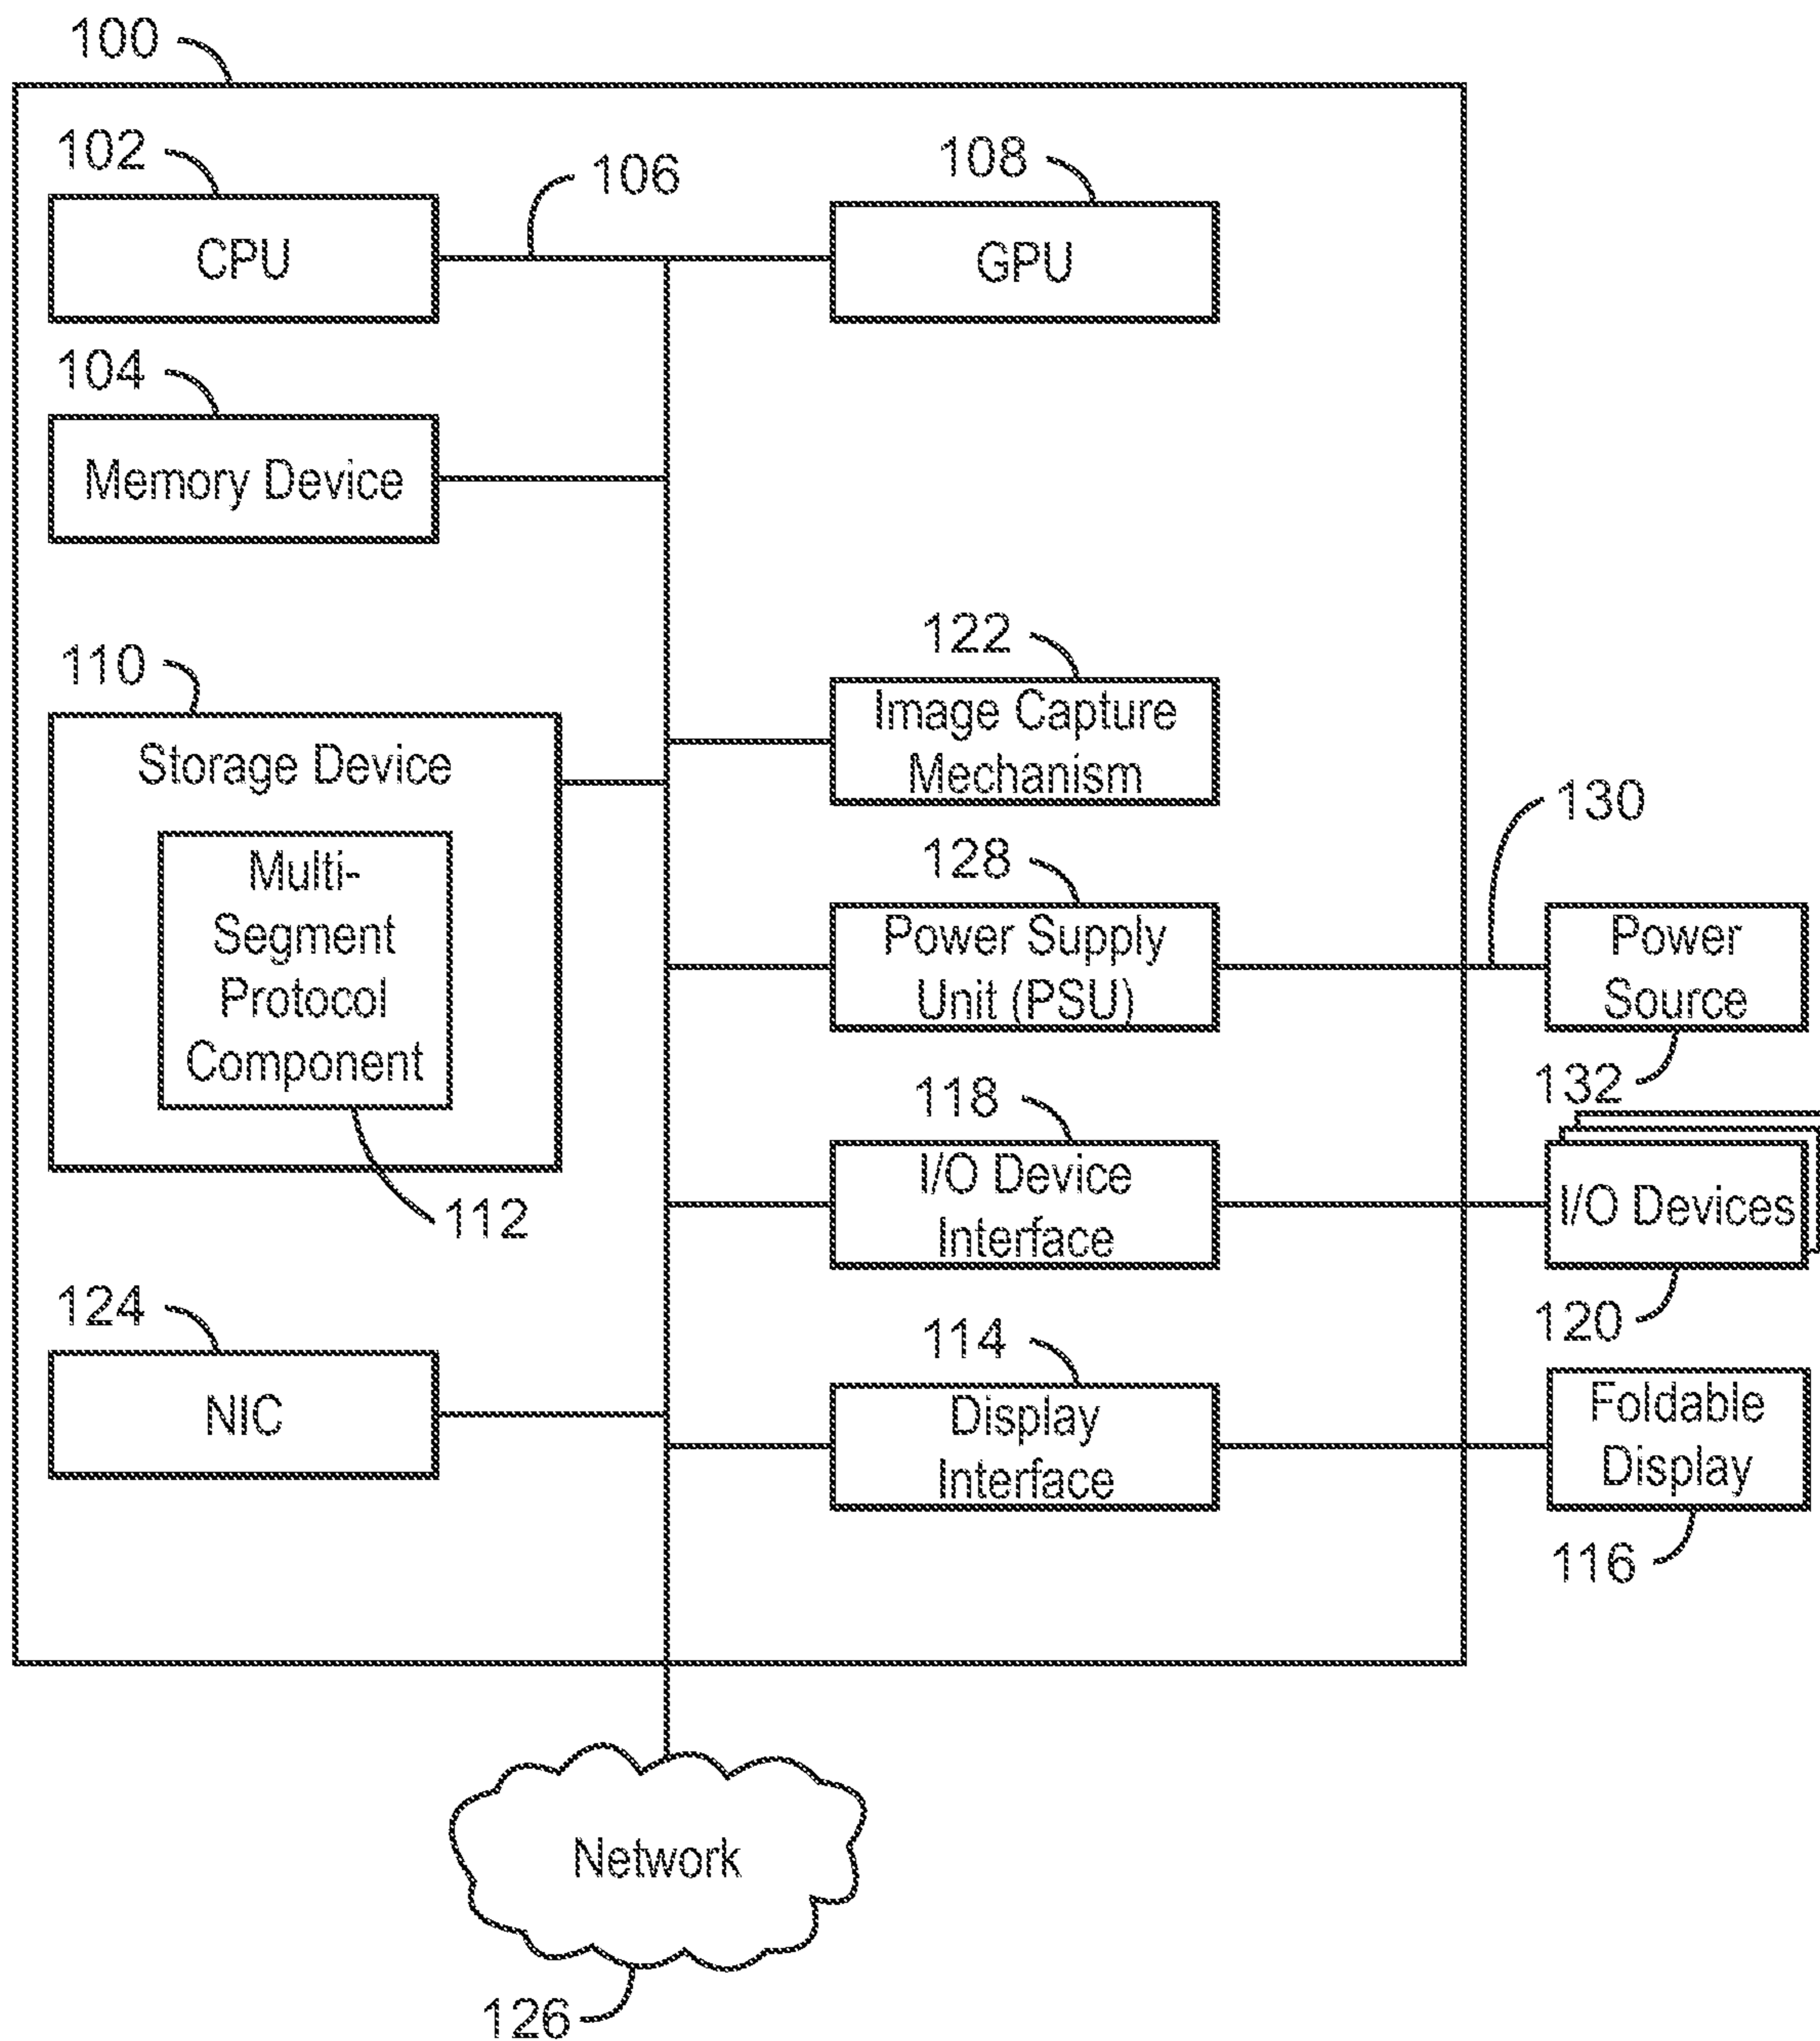 100
102
CPU
106
108
GPU
104
Memory Device
110
Storage Device
Multi-
Segment
Protocol
Component
112
122
Image Capture
Mechanism
128
Power Supply
Unit (PSU)
130
Power
Source
132
118
I/O Device
Interface
I/O Devices
120
124
NIC
114
Display
Interface
Foldable
Display
116
Network
126